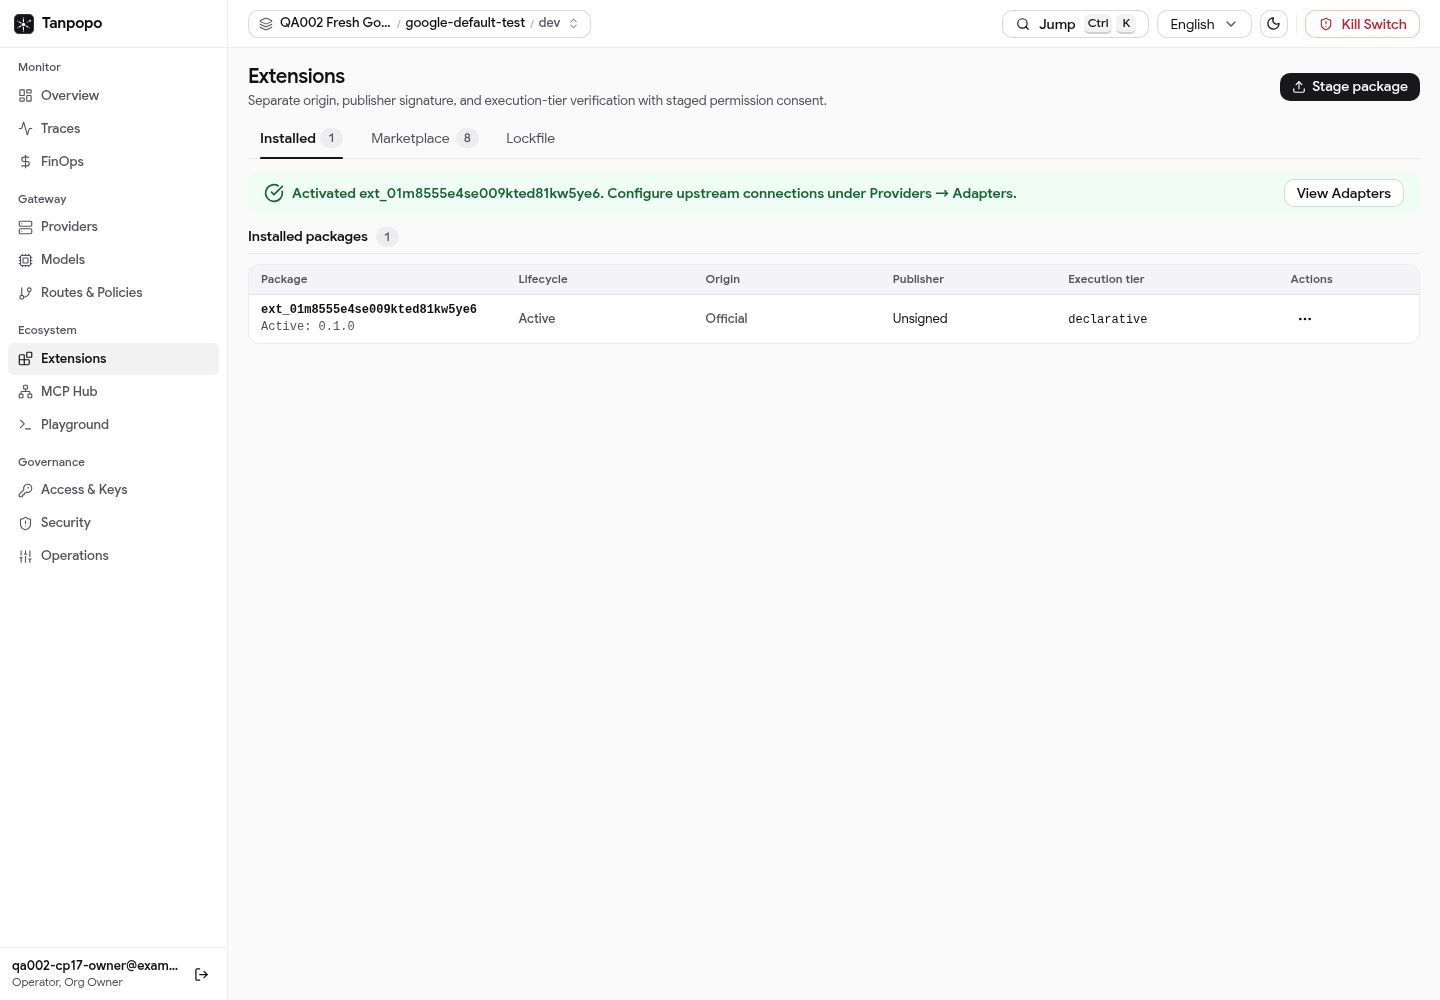 Tanpopo
QA002 Fresh Go... / google-default-test / dev
Jump Ctrl K
English
Kill Switch
Monitor
Overview
Traces
FinOps
Gateway
Providers
Models
Routes & Policies
Ecosystem
Extensions
MCP Hub
Playground
Governance
Access & Keys
Security
Operations
qa002-cp17-owner@exam...
Operator, Org Owner
Extensions
Separate origin, publisher signature, and execution-tier verification with staged permission consent.
Stage package
Installed 1 Marketplace 8 Lockfile
Activated ext_01m8555e4se009kted81kw5ye6. Configure upstream connections under Providers → Adapters.
View Adapters
Installed packages 1
Package Lifecycle Origin Publisher Execution tier Actions
ext_01m8555e4se009kted81kw5ye6
Active: 0.1.0
Active Official Unsigned declarative